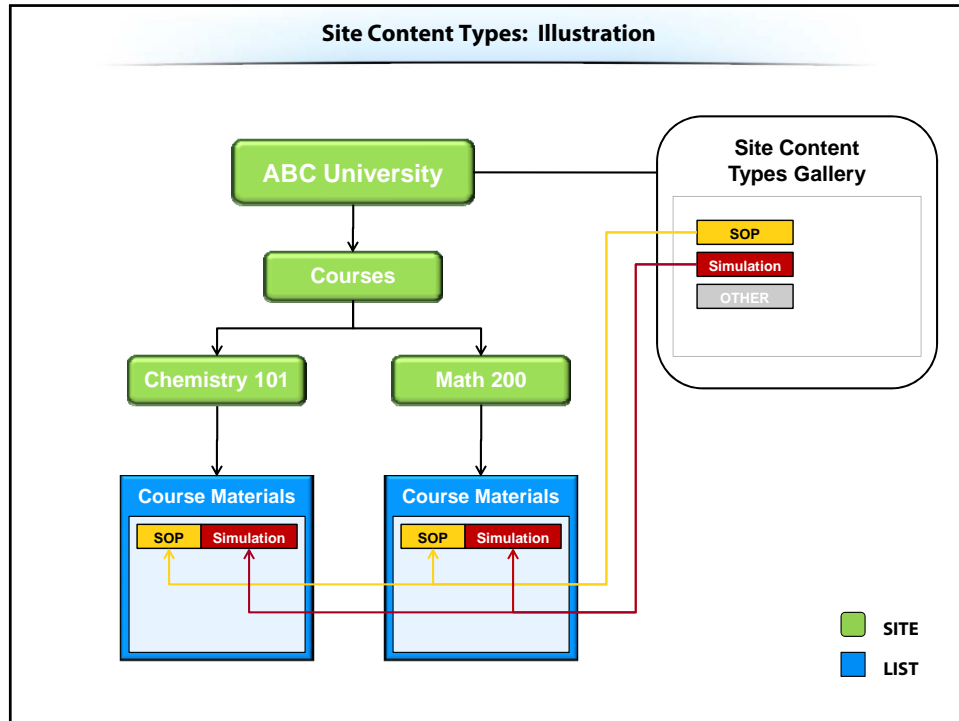 Site Content Types: Illustration
ABC University
Site Content
Types Gallery
SOP
Simulation
OTHER
Courses
Chemistry 101
Math 200
Course Materials
SOP
Simulation
Course Materials
SOP
Simulation
SITE
LIST